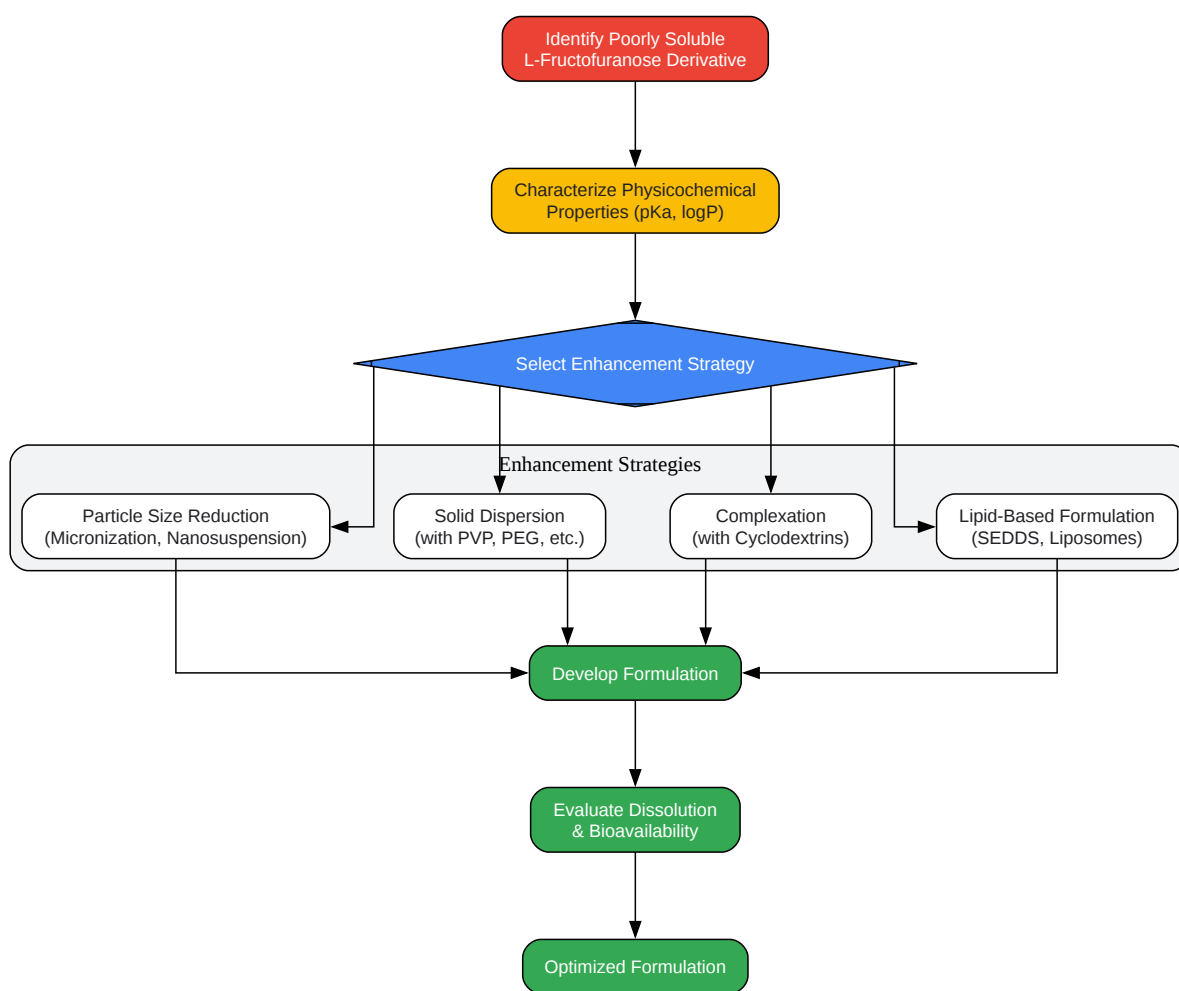 Identify Poorly Soluble
L-Fructofuranose Derivative
Characterize Physicochemical
Properties (pKa, logP)
Select Enhancement Strategy
Enhancement Strategies
Particle Size Reduction
(Micronization, Nanosuspension)
Solid Dispersion
(with PVP, PEG, etc.)
Complexation
(with Cyclodextrins)
Lipid-Based Formulation
(SEDDS, Liposomes)
Develop Formulation
Evaluate Dissolution
& Bioavailability
Optimized Formulation